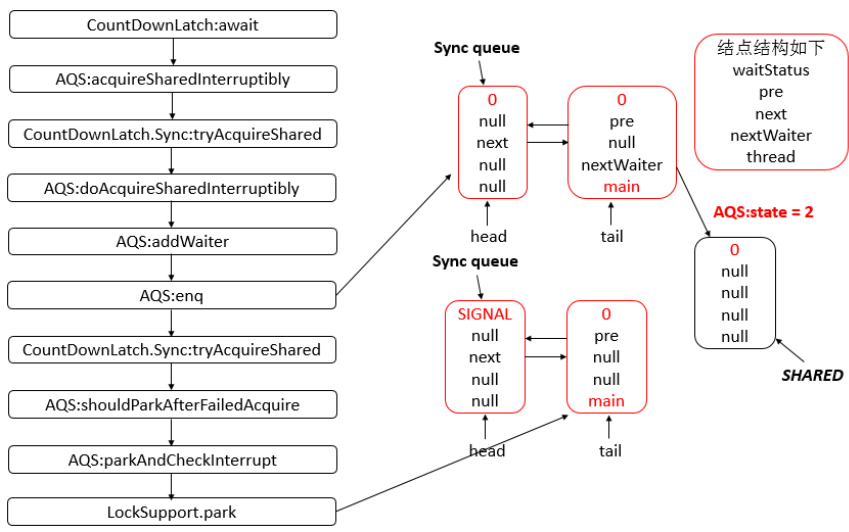 CountDownLatch:await
AQS:acquireSharedInterruptibly
CountDownLatch.Sync:tryAcquireShared
AQS:doAcquireSharedInterruptibly
AQS:addWaiter
AQS:enq
CountDownLatch.Sync:tryAcquireShared
AQS:shouldParkAfterFailedAcquire
AQS:parkAndCheckInterrupt
LockSupport.park
Sync queue
0
null
next
null
null
head
0
pre
null
nextWaiter
main
tail
Sync queue
SIGNAL
null
next
null
null
head
0
pre
null
null
main
tail
结点结构如下
waitStatus
pre
next
nextWaiter
thread
AQS:state = 2
0
null
null
null
null
SHARED